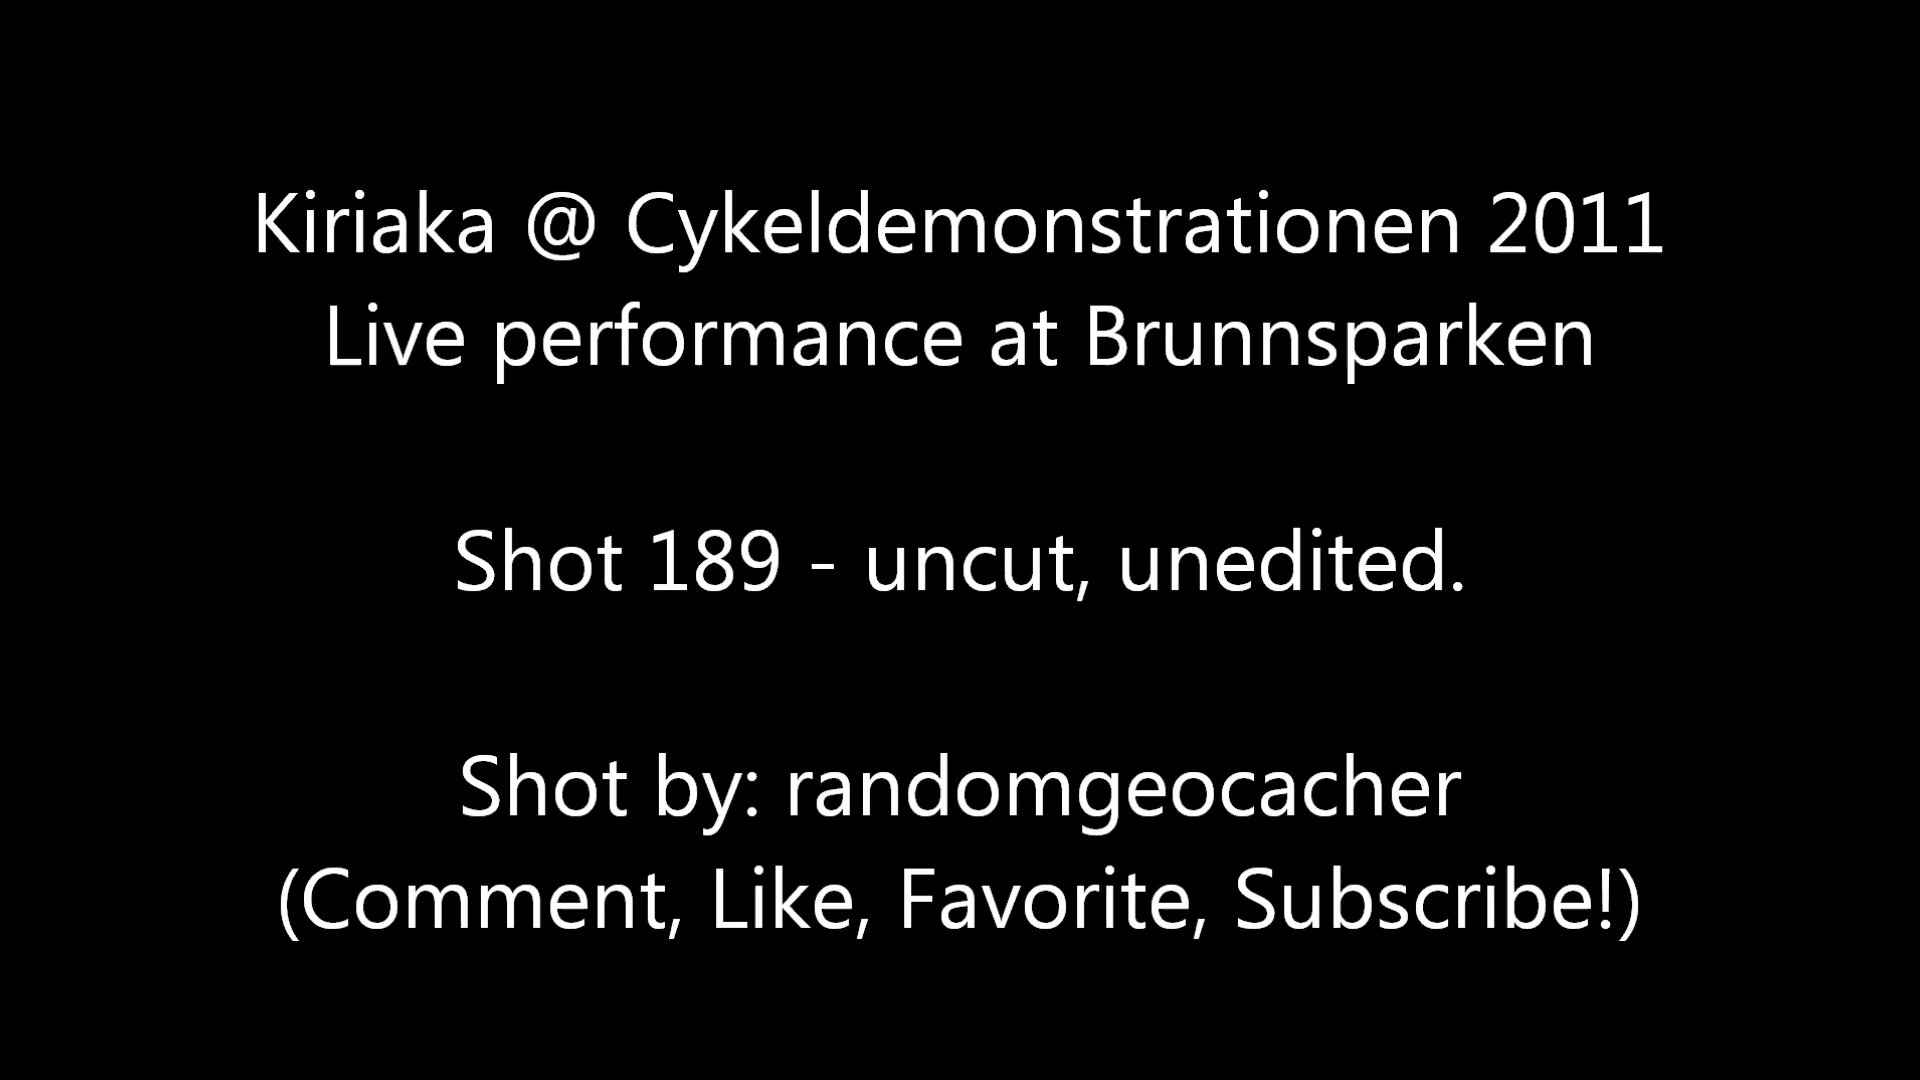 Kiriaka @ Cykeldemonstrationen 2011
Live performance at Brunnsparken
Shot 189 - uncut, unedited.
Shot by: randomgeocacher
(Comment, Like, Favorite, Subscribe!)